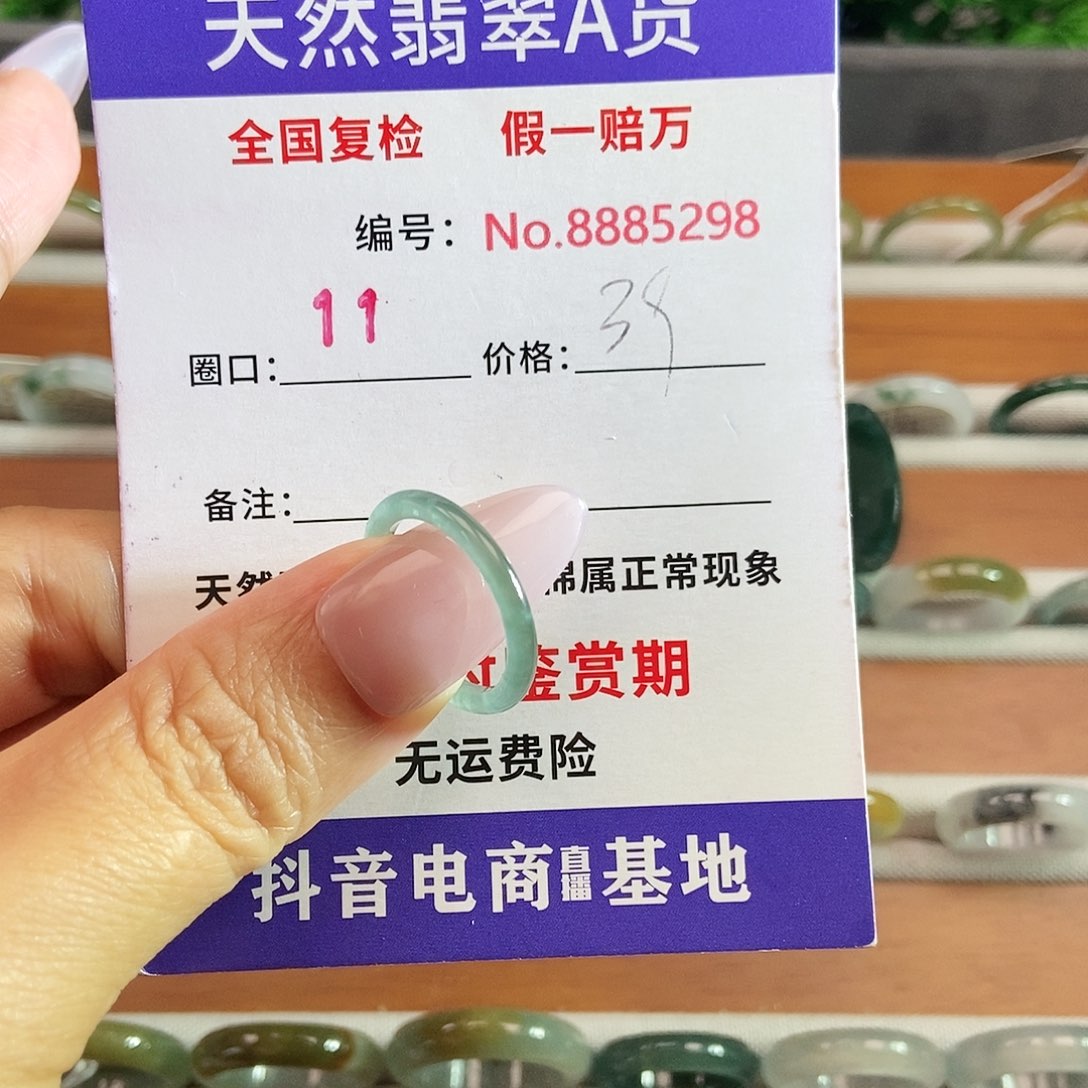 天然翡翠A货
全国复检 假一赔万
编号：No.8885298
圈口：11 价格：38
备注：
天然 棉属正常现象
鉴赏期
无运费险
抖音电商直播基地